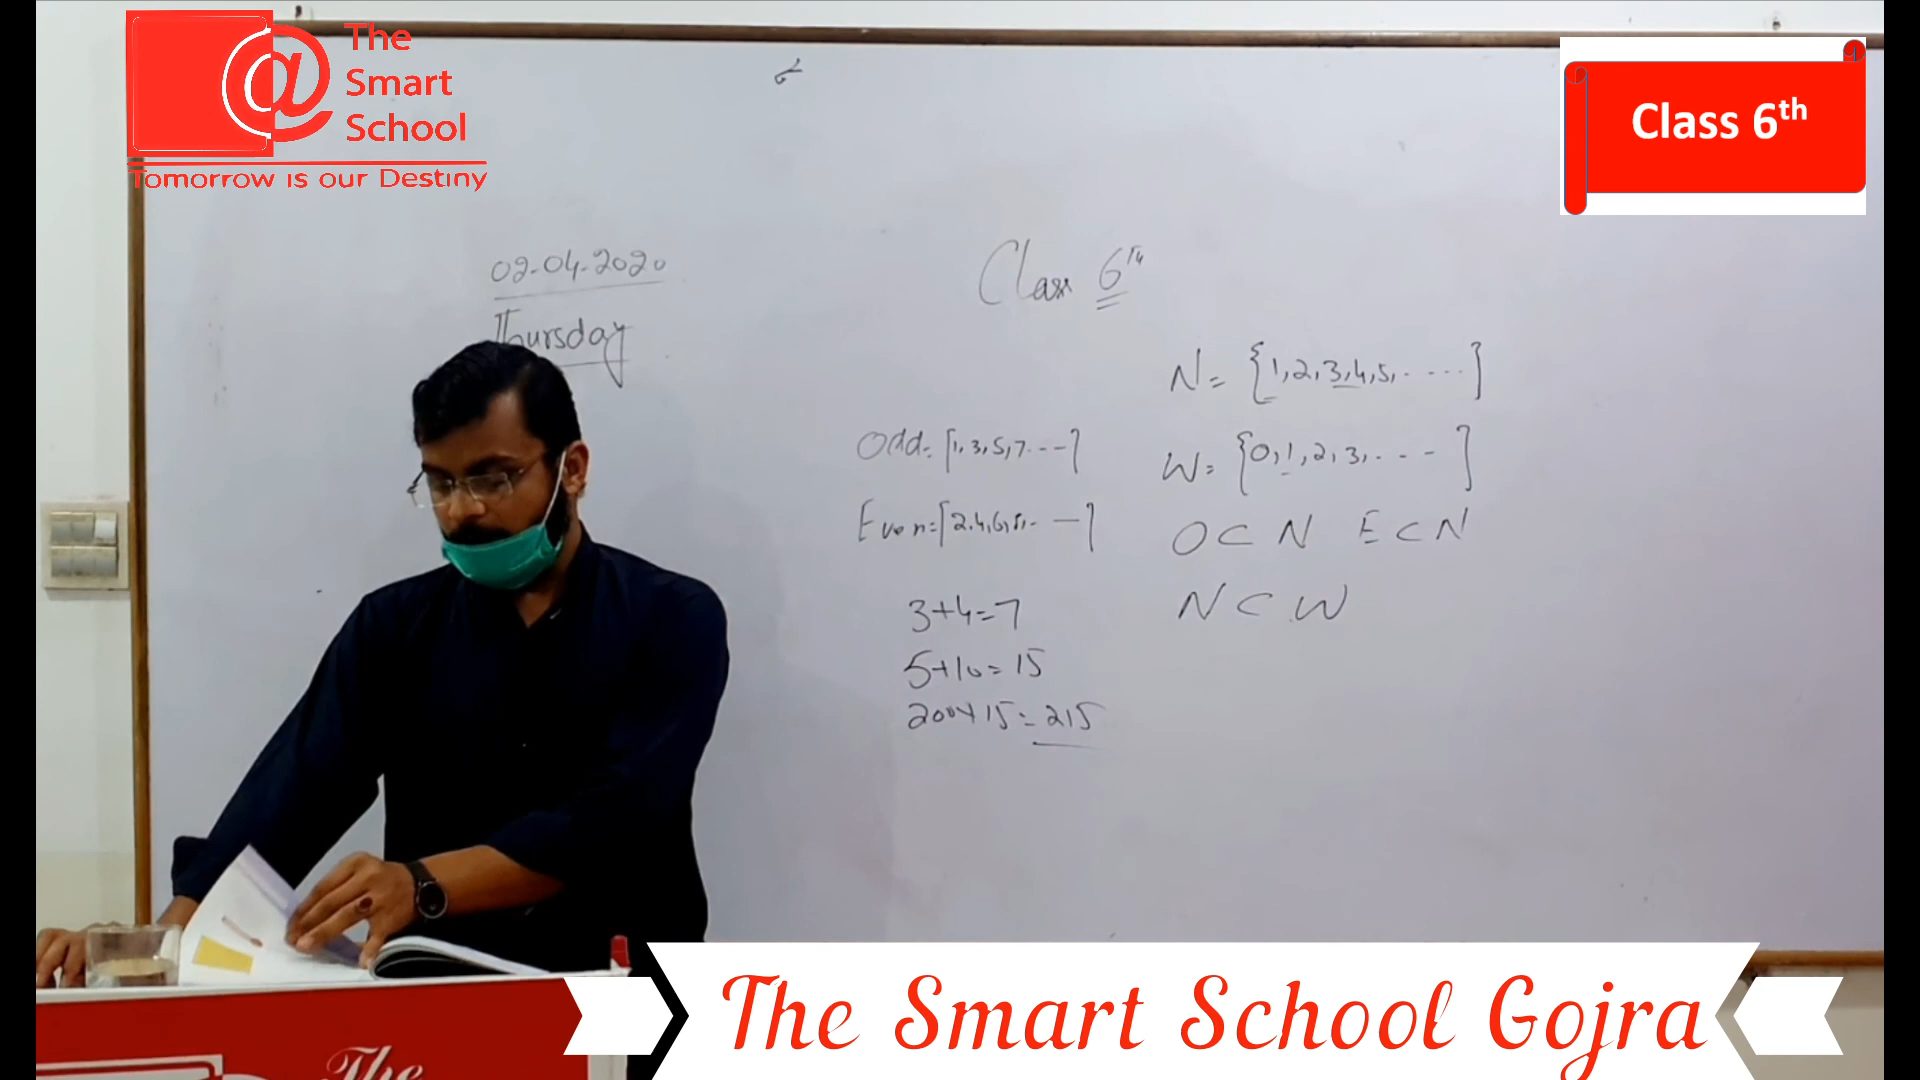 The
Smart
School
Tomorrow is our Destiny
Class 6th
02-04-2020
Thursday
Class 6th
N = {1,2,3,4,5,.....}
Odd = {1,3,5,7...}
W = {0,1,2,3,....}
Even = {2,4,6,8,...}
O ⊂ N E ⊂ N
3+4=7
N ⊂ W
5+10=15
200+15=215
The Smart School Gojra
The